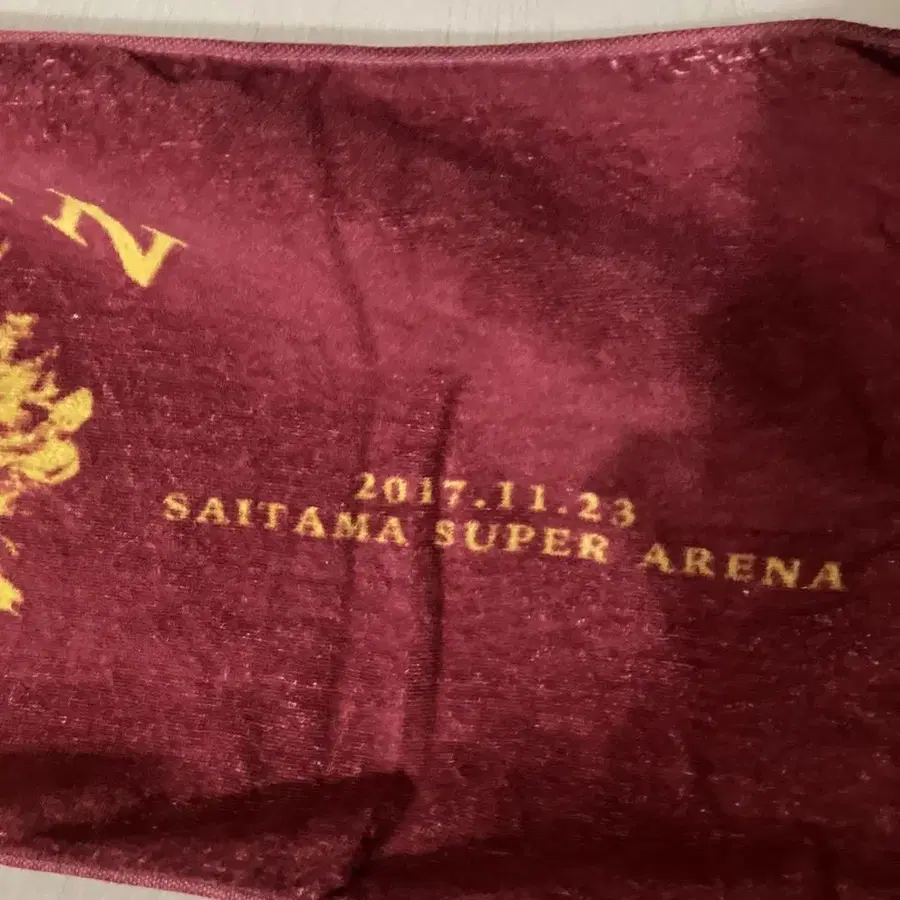 N
2017.11.23
SAITAMA SUPER ARENA